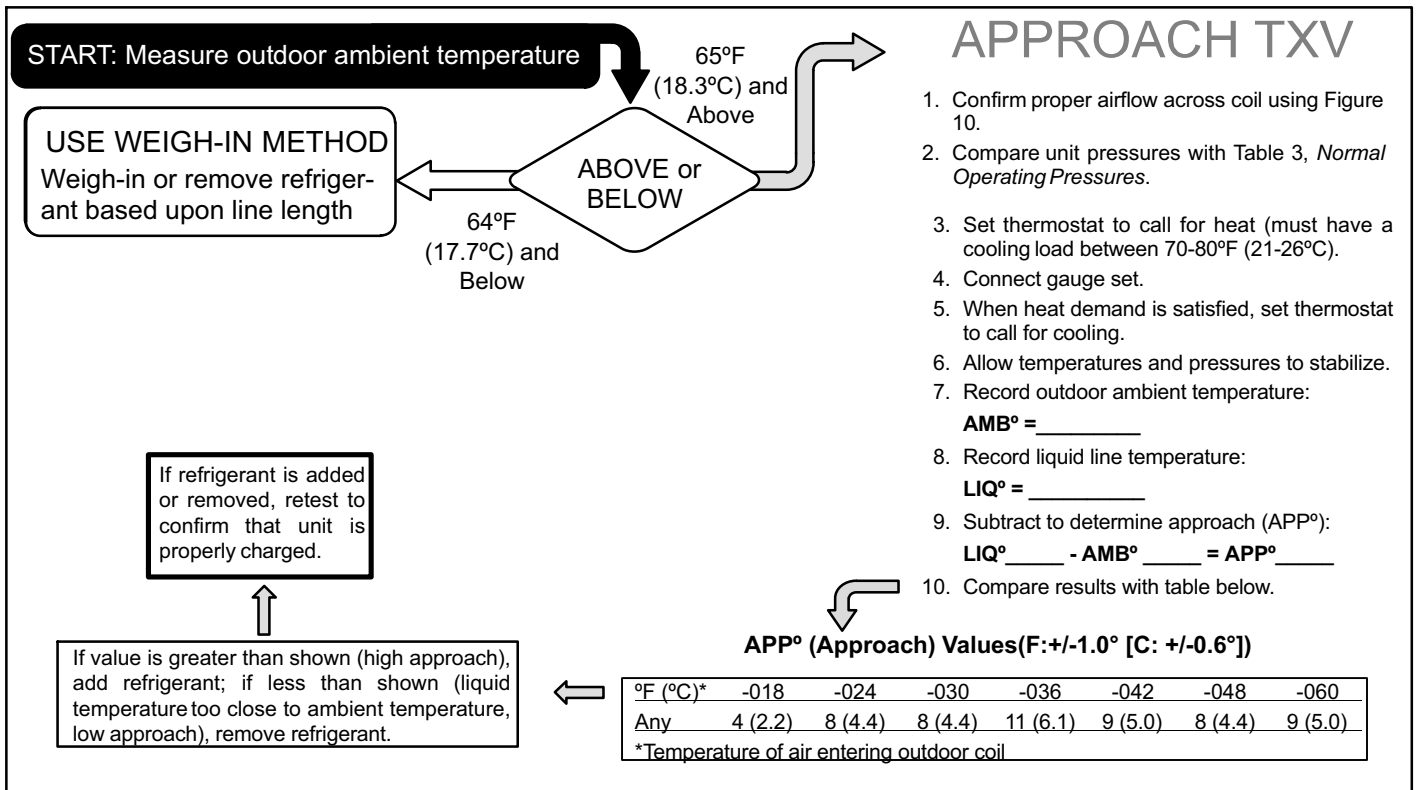 START: Measure outdoor ambient temperature
65ºF
(18.3ºC) and
Above
ABOVE or
BELOW
64ºF
(17.7ºC) and
Below
USE WEIGH-IN METHOD
Weigh-in or remove refriger-
ant based upon line length
APPROACH TXV
1. Confirm proper airflow across coil using Figure
10.
2. Compare unit pressures with Table 3, Normal
Operating Pressures.
3. Set thermostat to call for heat (must have a
cooling load between 70-80ºF (21-26ºC).
4. Connect gauge set.
5. When heat demand is satisfied, set thermostat
to call for cooling.
6. Allow temperatures and pressures to stabilize.
7. Record outdoor ambient temperature:
AMBº =_________
8. Record liquid line temperature:
LIQº = __________
9. Subtract to determine approach (APPº):
LIQº_____ - AMBº _____ = APPº_____
10. Compare results with table below.
APPº (Approach) Values(F:+/-1.0° [C: +/-0.6°])
ºF (ºC)* -018 -024 -030 -036 -042 -048 -060
Any 4 (2.2) 8 (4.4) 8 (4.4) 11 (6.1) 9 (5.0) 8 (4.4) 9 (5.0)
*Temperature of air entering outdoor coil
If value is greater than shown (high approach),
add refrigerant; if less than shown (liquid
temperature too close to ambient temperature,
low approach), remove refrigerant.
If refrigerant is added
or removed, retest to
confirm that unit is
properly charged.